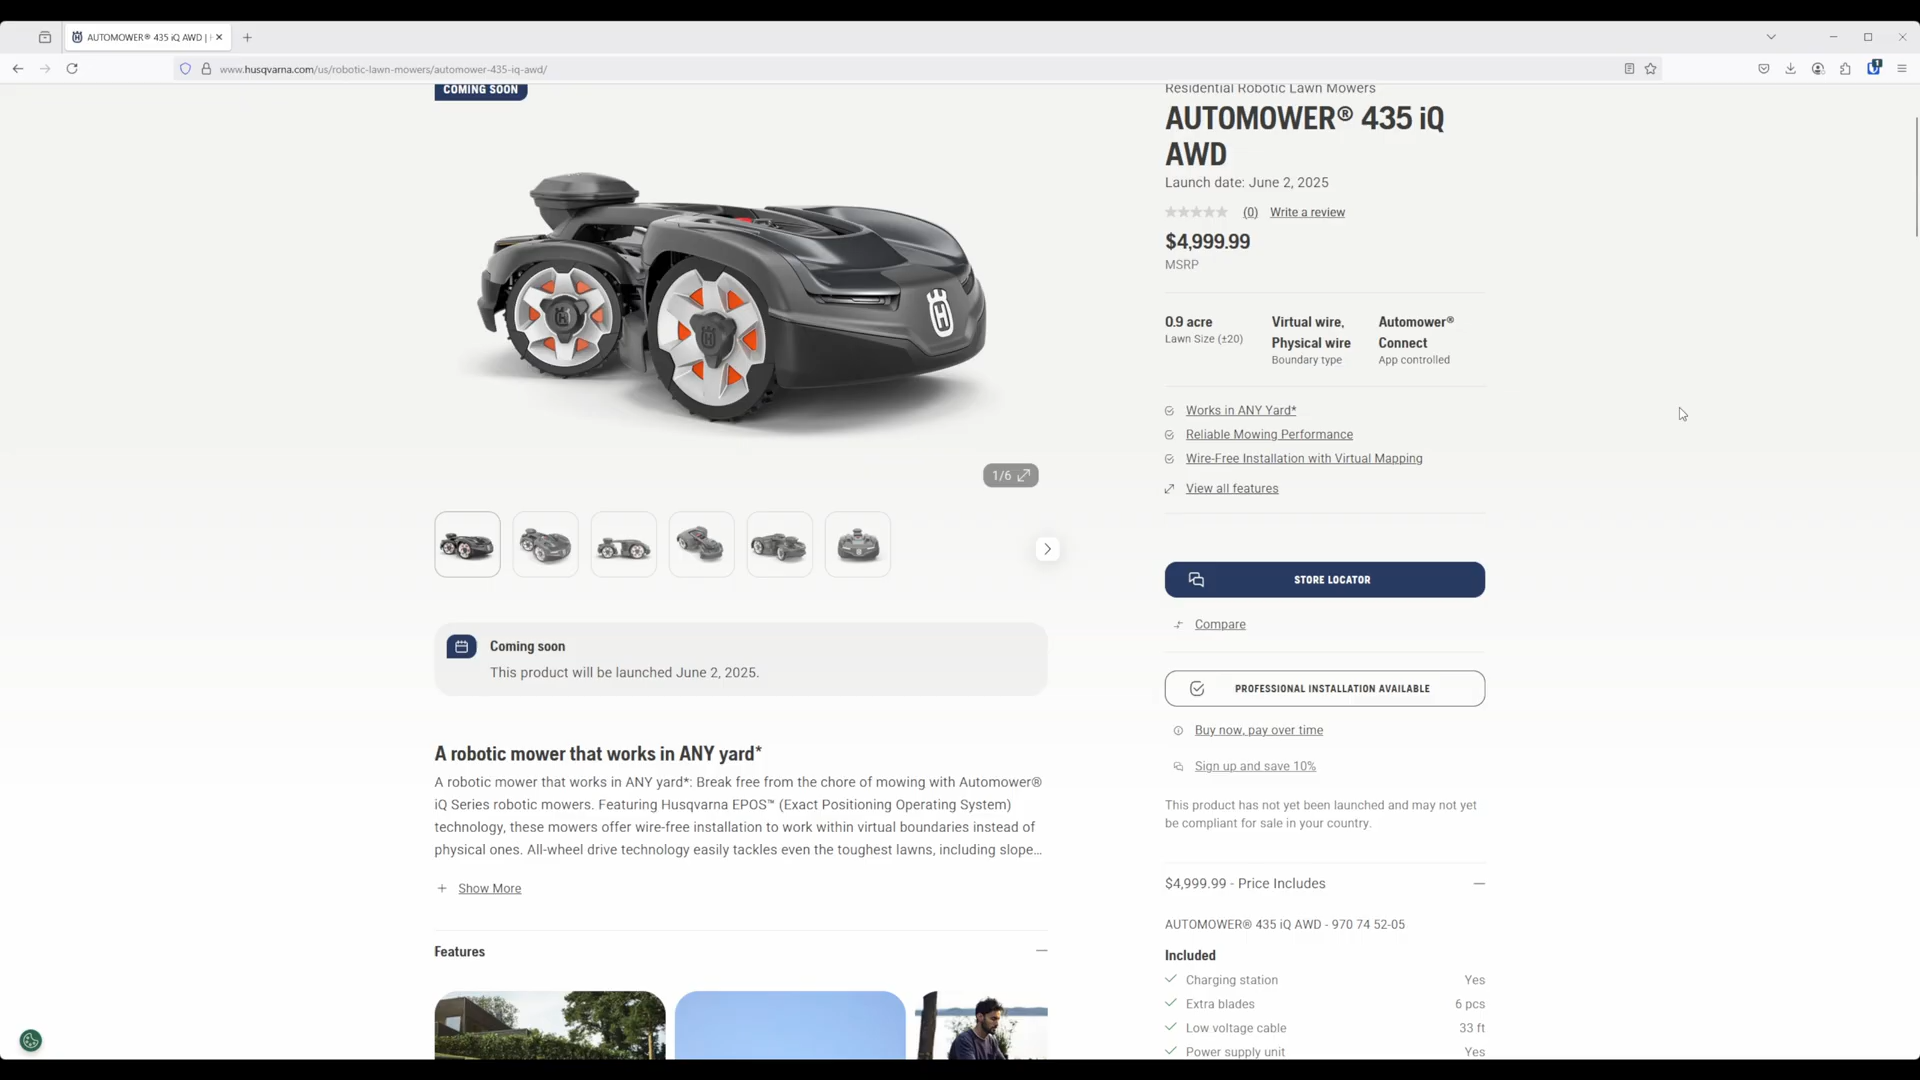 AUTOMOWER® 435 iQ AWD |
www.husqvarna.com/us/robotic-lawn-mowers/automower-435-iq-awd/
1
COMING SOON
1/6
Coming soon
This product will be launched June 2, 2025.
A robotic mower that works in ANY yard*
A robotic mower that works in ANY yard*: Break free from the chore of mowing with Automower®
iQ Series robotic mowers. Featuring Husqvarna EPOS™ (Exact Positioning Operating System)
technology, these mowers offer wire-free installation to work within virtual boundaries instead of
physical ones. All-wheel drive technology easily tackles even the toughest lawns, including slope…
Show More
Features
Residential Robotic Lawn Mowers
AUTOMOWER® 435 iQ
AWD
Launch date: June 2, 2025
(0) Write a review
$4,999.99
MSRP
0.9 acre
Lawn Size (±20)
Virtual wire,
Physical wire
Boundary type
Automower®
Connect
App controlled
Works in ANY Yard*
Reliable Mowing Performance
Wire-Free Installation with Virtual Mapping
View all features
STORE LOCATOR
Compare
PROFESSIONAL INSTALLATION AVAILABLE
Buy now, pay over time
Sign up and save 10%
This product has not yet been launched and may not yet
be compliant for sale in your country.
$4,999.99 - Price Includes
AUTOMOWER® 435 iQ AWD - 970 74 52-05
Included
Charging station Yes
Extra blades 6 pcs
Low voltage cable 33 ft
Power supply unit Yes